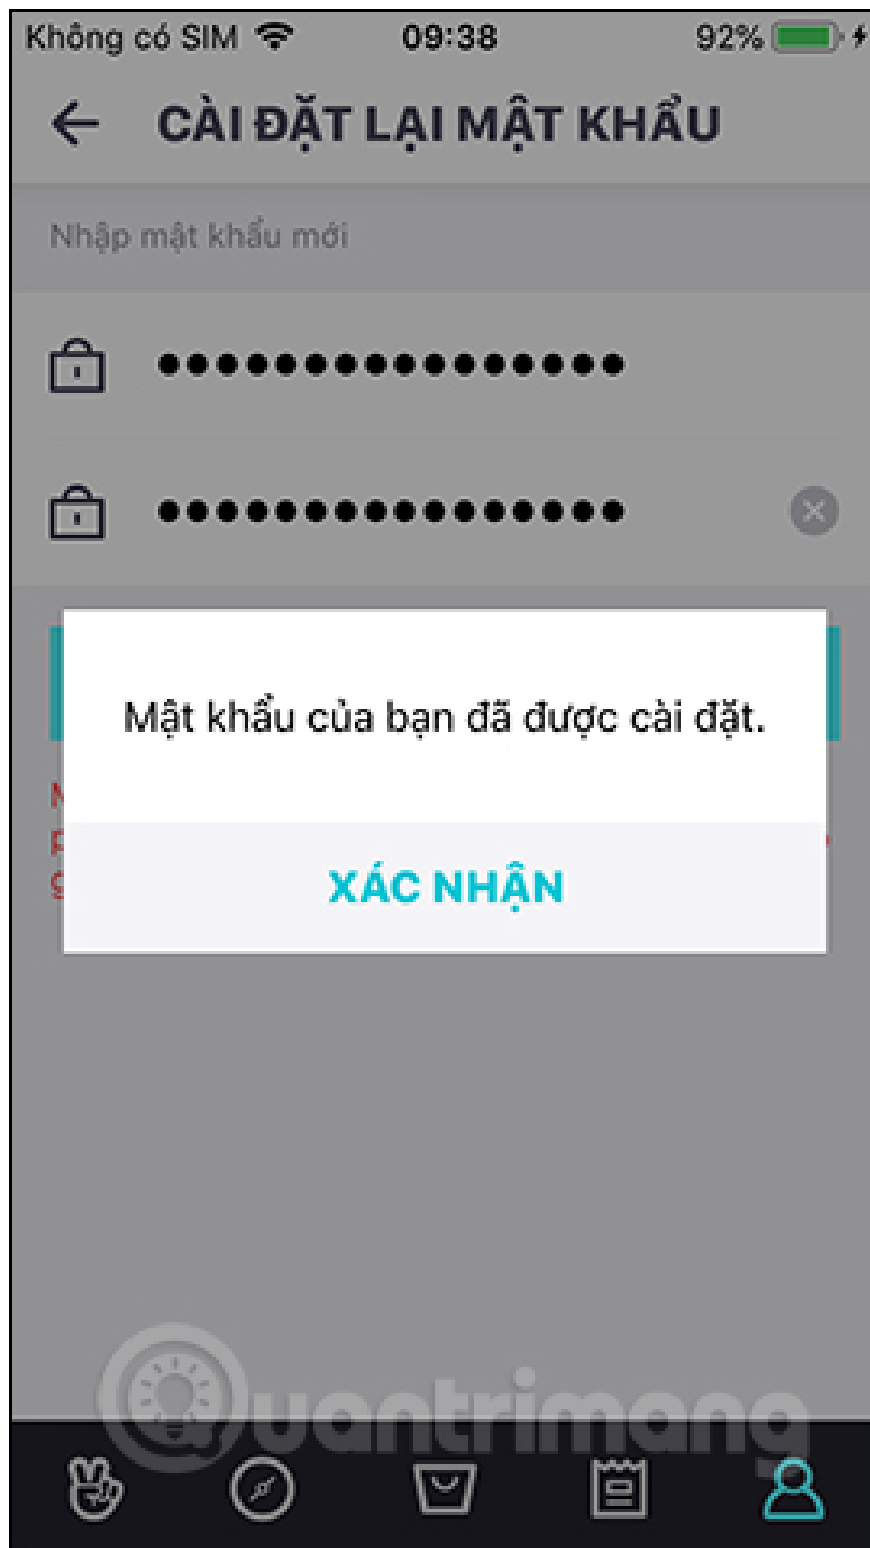 Không có SIM 09:38 92%
CÀI ĐẶT LẠI MẬT KHẨU
Nhập mật khẩu mới
●●●●●●●●●●●●●●●●
●●●●●●●●●●●●●●●●
Mật khẩu của bạn đã được cài đặt.
XÁC NHẬN
Quantrimang